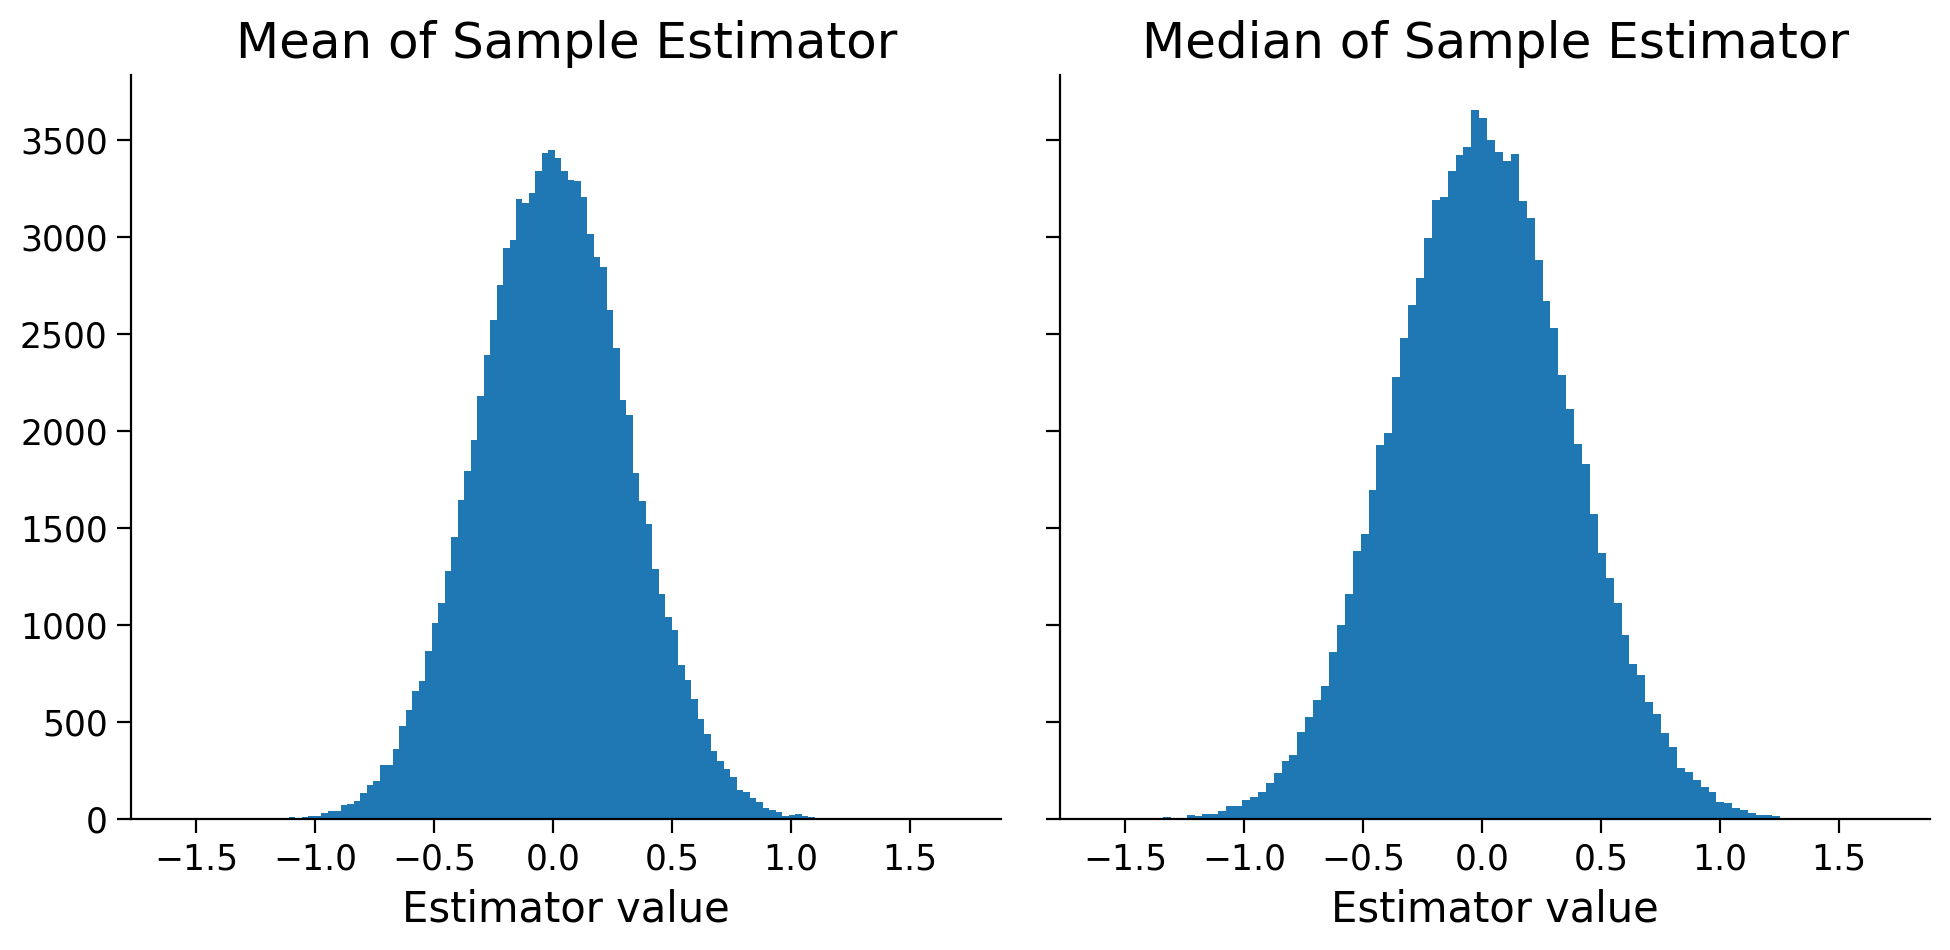 Mean of Sample Estimator
Median of Sample Estimator
3500
3000
2500
2000
1500
1000
500
0
−1.5 −1.0 −0.5 0.0 0.5 1.0 1.5
−1.5 −1.0 −0.5 0.0 0.5 1.0 1.5
Estimator value
Estimator value